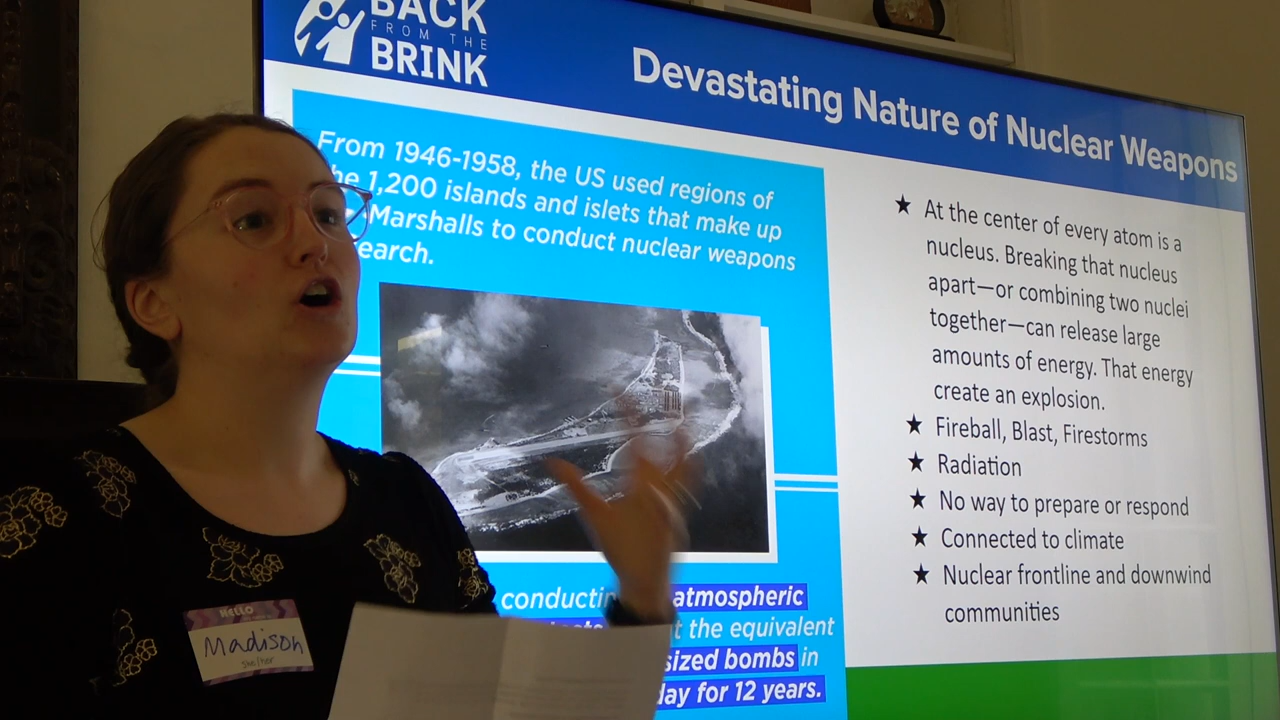 BACK
FROM THE
BRINK
Devastating Nature of Nuclear Weapons
From 1946-1958, the US used regions of
he 1,200 islands and islets that make up
Marshalls to conduct nuclear weapons
earch.
conductin atmospheric
t the equivalent
sized bombs in
day for 12 years.
★ At the center of every atom is a
nucleus. Breaking that nucleus
apart—or combining two nuclei
together—can release large
amounts of energy. That energy
create an explosion.
★ Fireball, Blast, Firestorms
★ Radiation
★ No way to prepare or respond
★ Connected to climate
★ Nuclear frontline and downwind
communities
HELLO
Madison
She/her